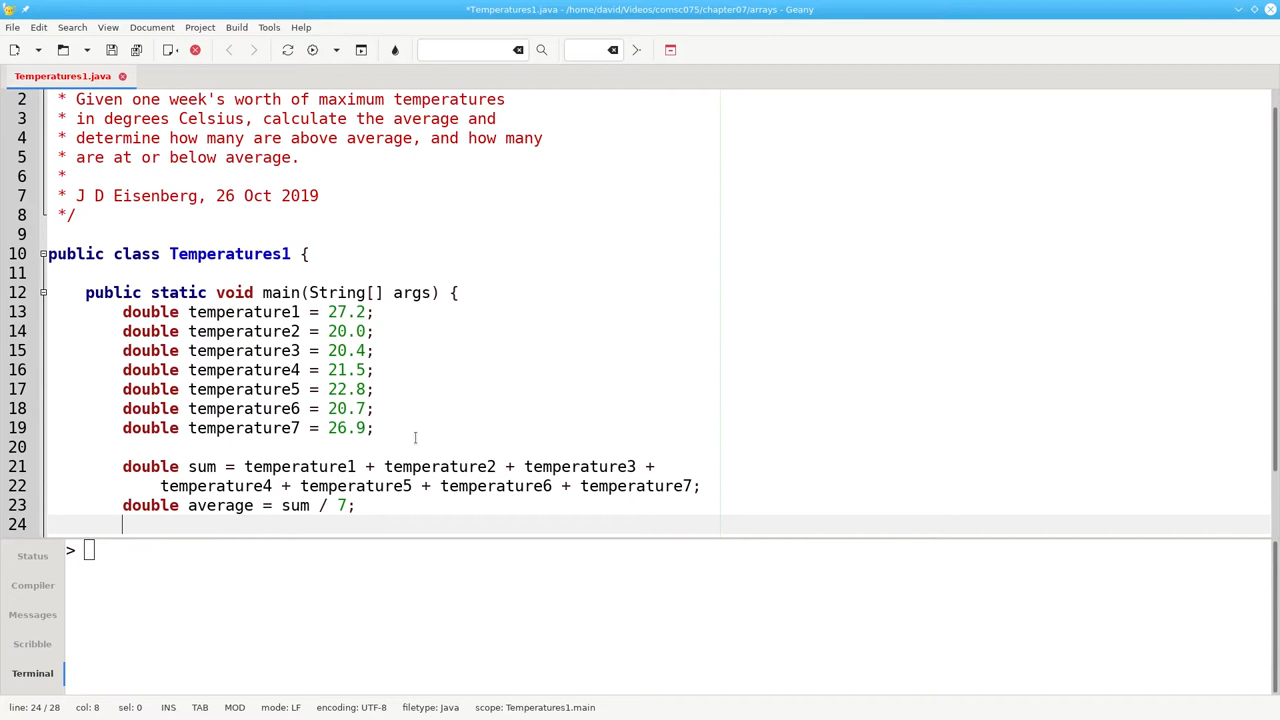 *Temperatures1.java - /home/david/Videos/comsc075/chapter07/arrays - Geany
File Edit Search View Document Project Build Tools Help
Temperatures1.java
2 * Given one week's worth of maximum temperatures
3 * in degrees Celsius, calculate the average and
4 * determine how many are above average, and how many
5 * are at or below average.
6 *
7 * J D Eisenberg, 26 Oct 2019
8 */
9
10 public class Temperatures1 {
11
12 public static void main(String[] args) {
13 double temperature1 = 27.2;
14 double temperature2 = 20.0;
15 double temperature3 = 20.4;
16 double temperature4 = 21.5;
17 double temperature5 = 22.8;
18 double temperature6 = 20.7;
19 double temperature7 = 26.9;
20
21 double sum = temperature1 + temperature2 + temperature3 +
22 temperature4 + temperature5 + temperature6 + temperature7;
23 double average = sum / 7;
24
Status
Compiler
Messages
Scribble
Terminal
>
line: 24 / 28 col: 8 sel: 0 INS TAB MOD mode: LF encoding: UTF-8 filetype: Java scope: Temperatures1.main